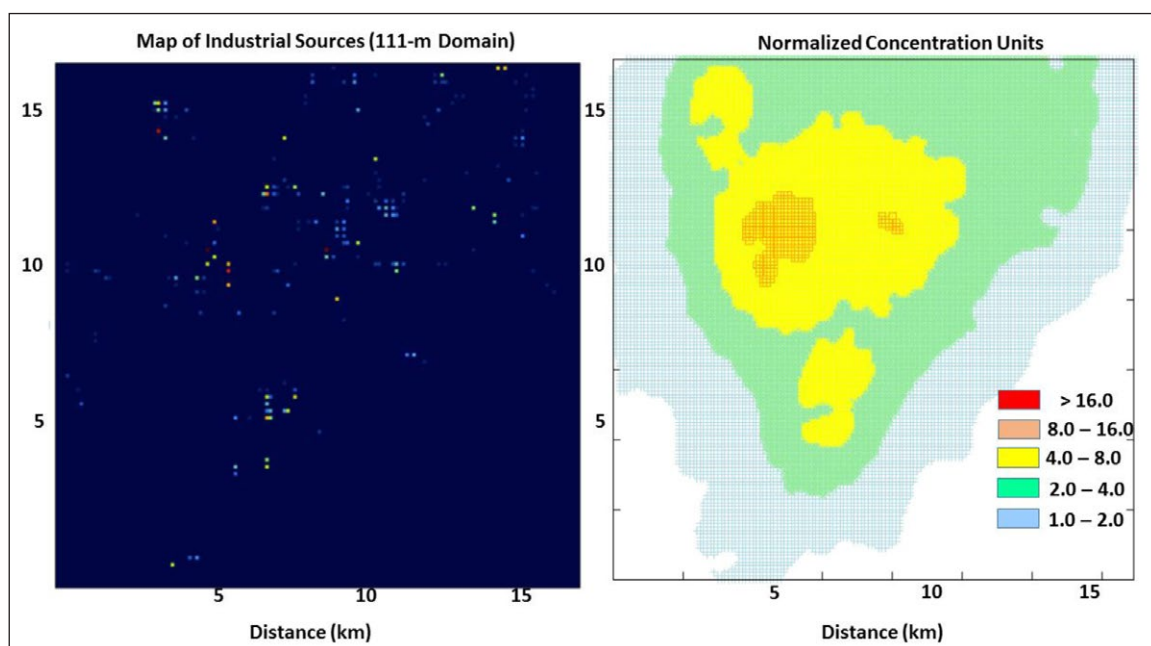 Map of Industrial Sources (111-m Domain)
Normalized Concentration Units
15
10
5
5 10 15
Distance (km)
15
10
5
> 16.0
8.0 – 16.0
4.0 – 8.0
2.0 – 4.0
1.0 – 2.0
5 10 15
Distance (km)